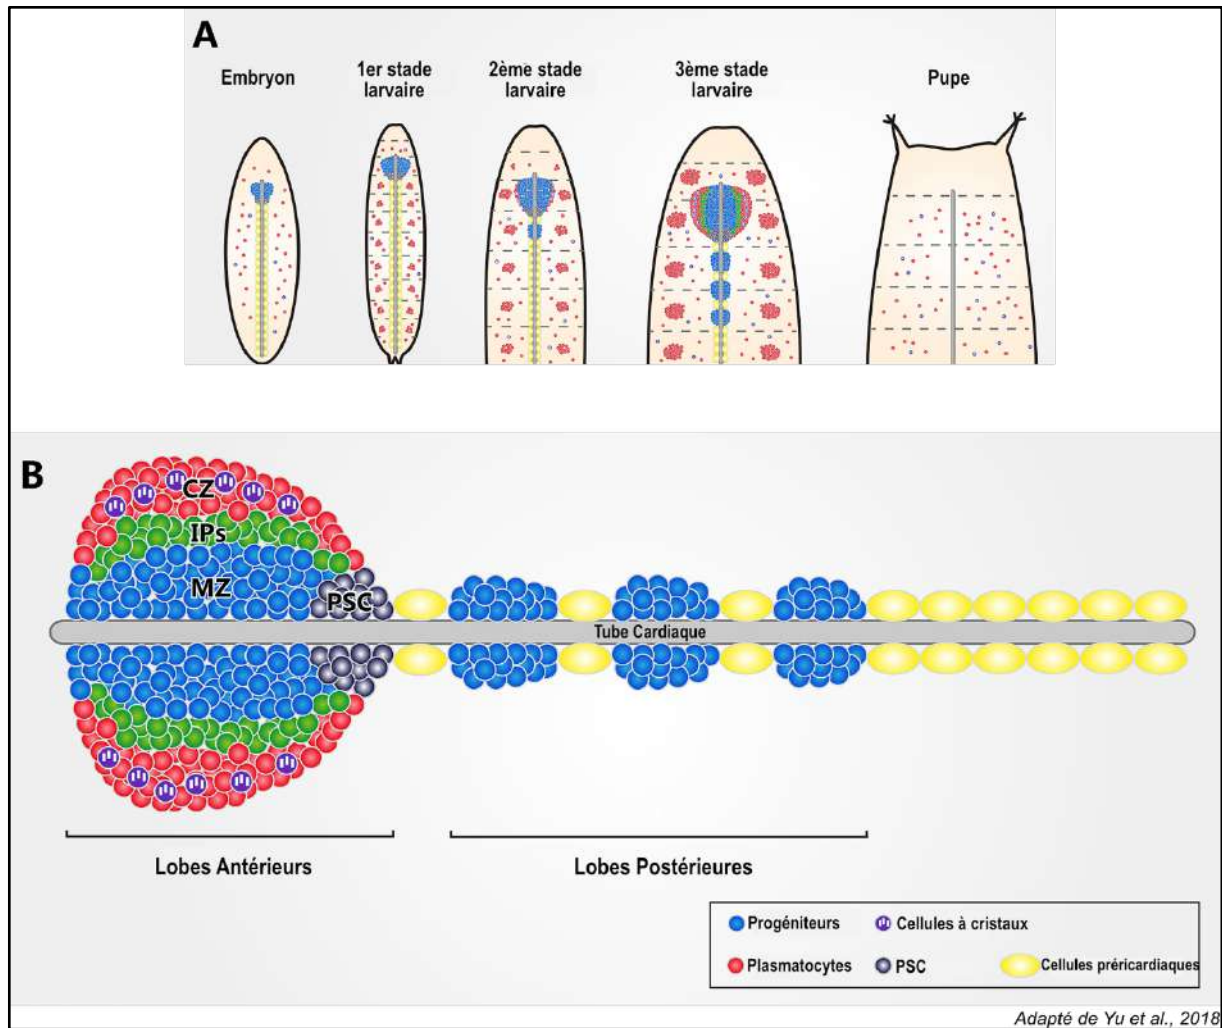 A
Embryon
1er stade
larvaire
2ème stade
larvaire
3ème stade
larvaire
Pupe
B
CZ
IPs
MZ
PSC
Tube Cardiaque
Lobes Antérieurs
Lobes Postérieures
Progéniteurs
Cellules à cristaux
Plasmatocytes
PSC
Cellules préricardiaques
Adapté de Yu et al., 2018